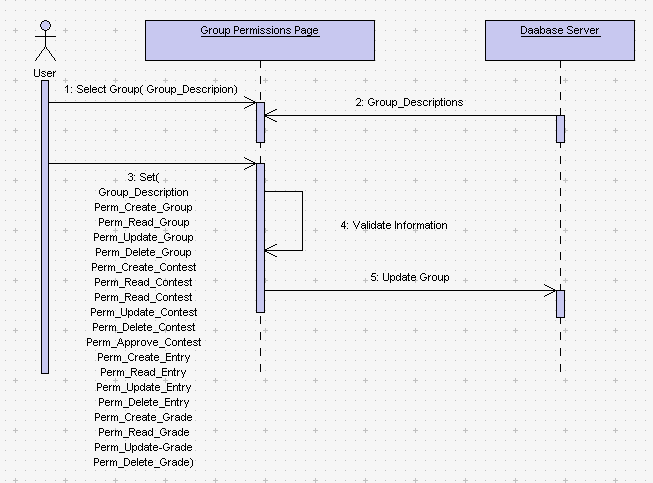 Group Permissions Page
Daabase Server
User
1: Select Group( Group_Descripion)
2: Group_Descriptions
3: Set(
Group_Description
Perm_Create_Group
Perm_Read_Group
Perm_Update_Group
Perm_Delete_Group
Perm_Create_Contest
Perm_Read_Contest
Perm_Read_Contest
Perm_Update_Contest
Perm_Delete_Contest
Perm_Approve_Contest
Perm_Create_Entry
Perm_Read_Entry
Perm_Update_Entry
Perm_Delete_Entry
Perm_Create_Grade
Perm_Read_Grade
Perm_Update-Grade
Perm_Delete_Grade)
4: Validate Information
5: Update Group